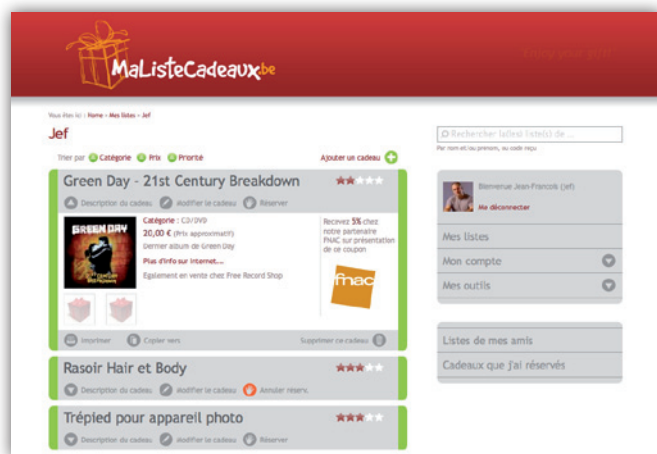 MaListeCadeaux.be
Vous êtes ici : Home - Mes listes - Jef
Jef
Trier par Catégorie Prix Priorité
Ajouter un cadeau
Green Day - 21st Century Breakdown
Description du cadeau Modifier le cadeau Réserver
GREEN DAY
Catégorie : CD/DVD
20,00 € (Prix approximatif)
Dernier album de Green Day
Plas d'info sur internet...
Egalement en vente chez Free Record Shop
Recevez 5% chez
notre partenaire
FNAC sur présentation
de ce coupon
fnac
Imprimer Copier vers Supprimer ce cadeau
Rasoir Hair et Body
Description du cadeau Modifier le cadeau Annuler réserv.
Trépied pour appareil photo
Description du cadeau Modifier le cadeau Réserver
Rechercher la(les) liste(s) de ...
Par nom et/ou prenom, ou code reçu
Bienvenue Jean-Francois (jef)
Me déconnecter
Mes listes
Mon compte
Mes outils
Listes de mes amis
Cadeaux que j'ai réservés